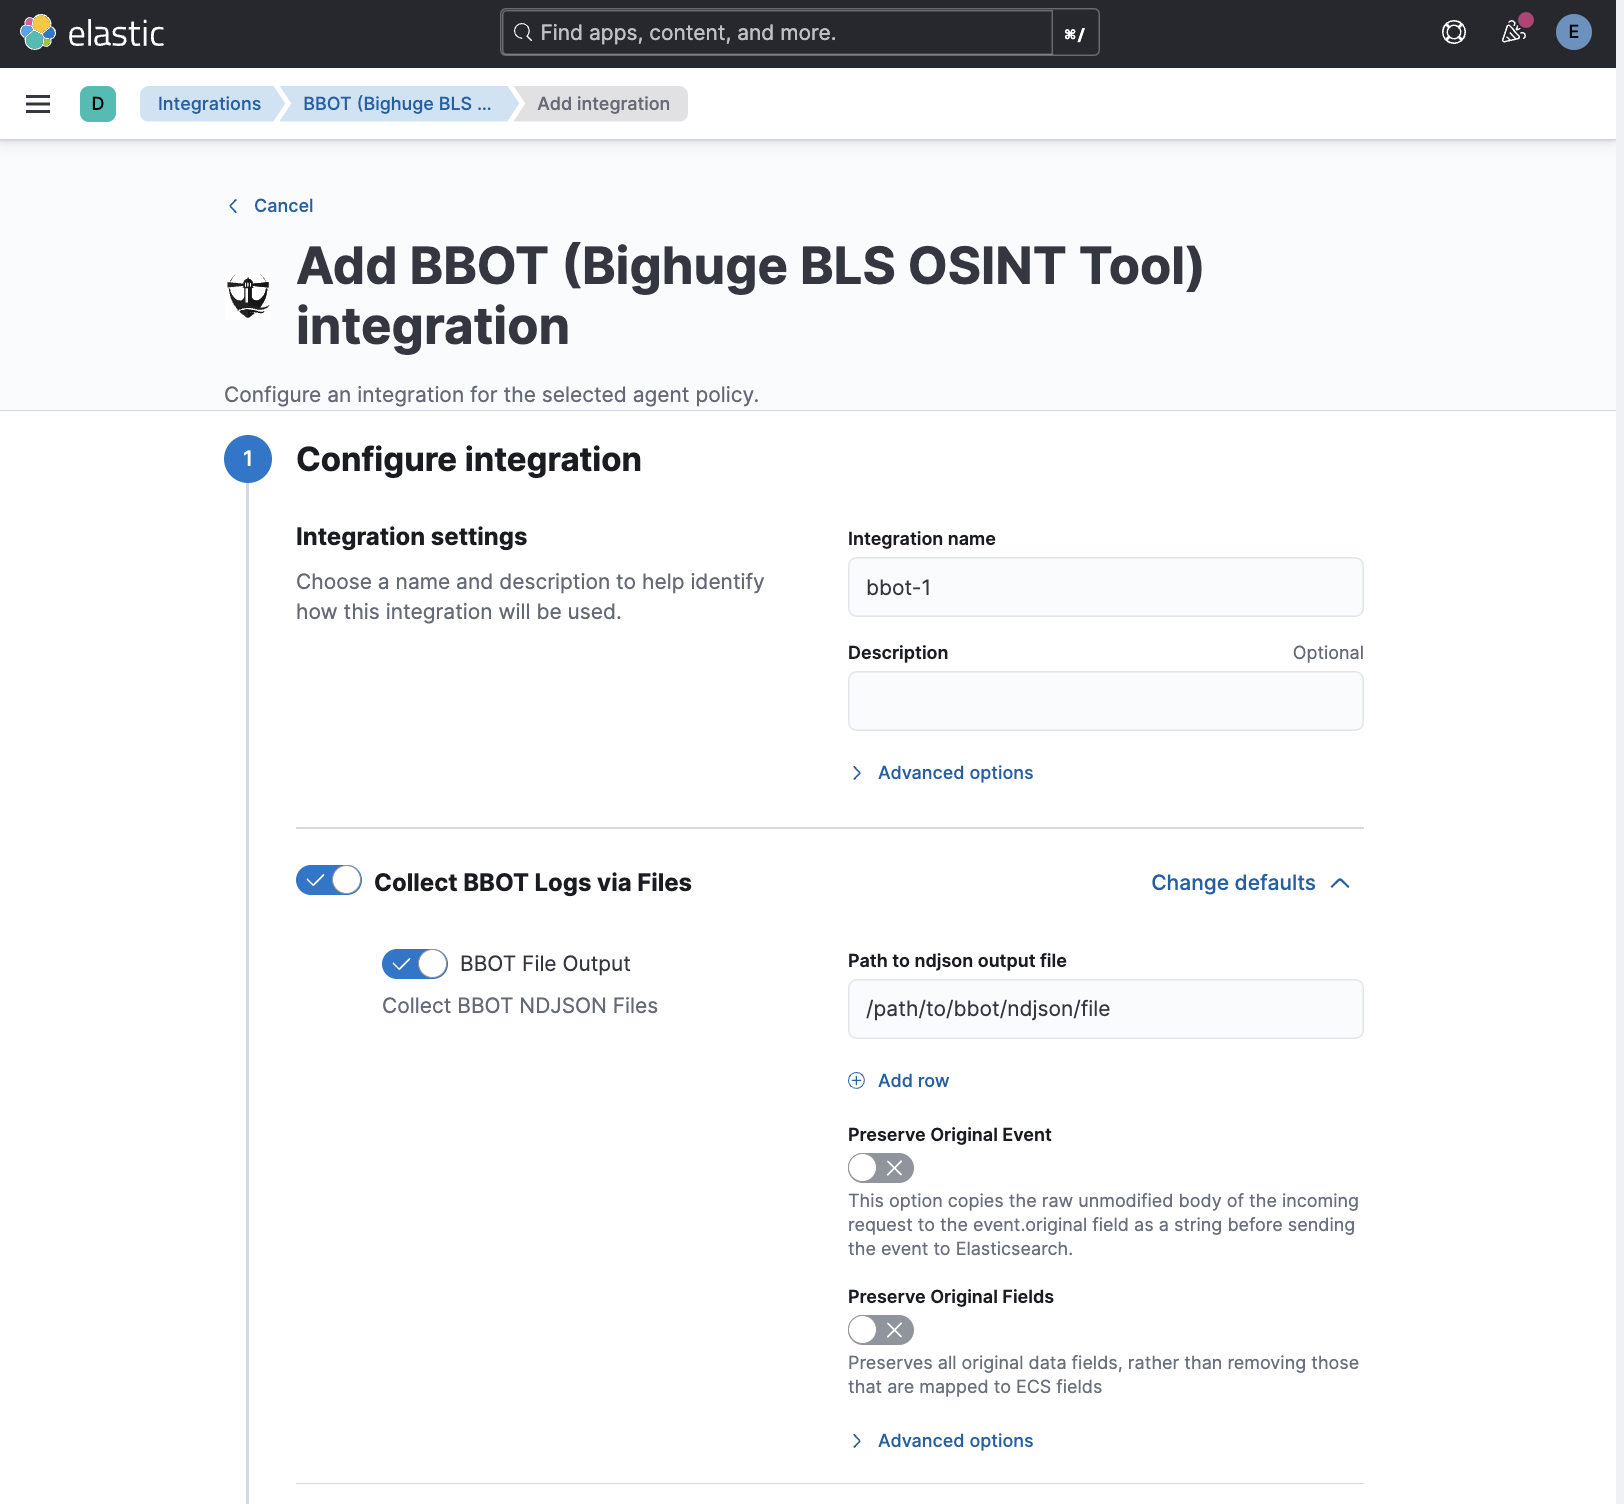 elastic
Find apps, content, and more.
⌘/
E
D
Integrations
BBOT (Bighuge BLS ...
Add integration
Cancel
Add BBOT (Bighuge BLS OSINT Tool)
integration
Configure an integration for the selected agent policy.
1
Configure integration
Integration settings
Choose a name and description to help identify
how this integration will be used.
Integration name
bbot-1
Description
Optional
Advanced options
Collect BBOT Logs via Files
Change defaults
BBOT File Output
Collect BBOT NDJSON Files
Path to ndjson output file
/path/to/bbot/ndjson/file
Add row
Preserve Original Event
This option copies the raw unmodified body of the incoming
request to the event.original field as a string before sending
the event to Elasticsearch.
Preserve Original Fields
Preserves all original data fields, rather than removing those
that are mapped to ECS fields
Advanced options